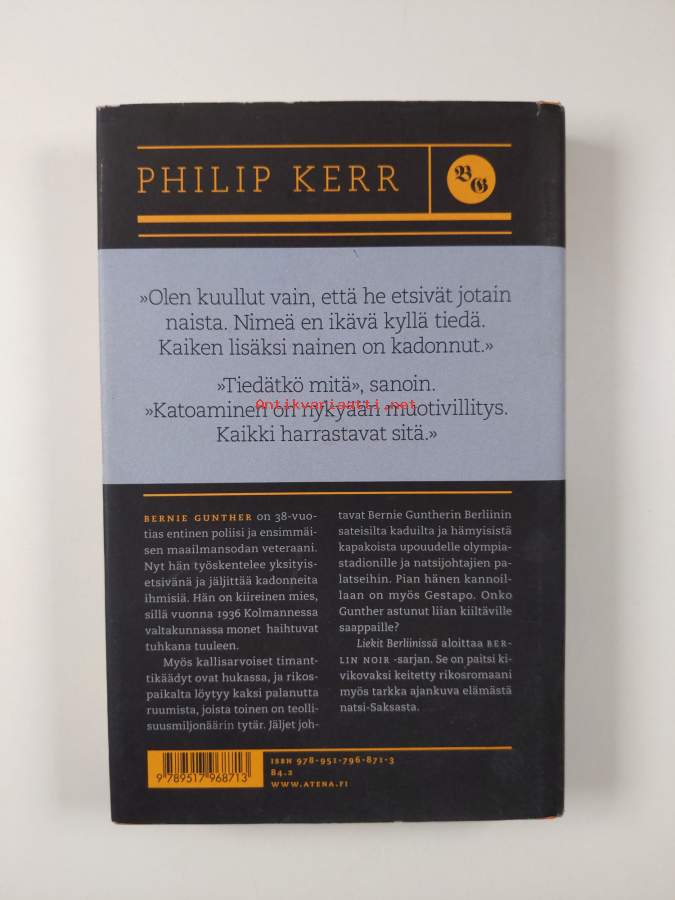 PHILIP KERR
BG
»Olen kuullut vain, että he etsivät jotain
naista. Nimeä en ikävä kyllä tiedä.
Kaiken lisäksi nainen on kadonnut.»
»Tiedätkö mitä», sanoin.
Antikvariaatti.net
»Katoaminen on nykyään muotivillitys.
Kaikki harrastavat sitä.»
BERNIE GUNTHER on 38-vuo-
tias entinen poliisi ja ensimmäi-
sen maailmansodan veteraani.
Nyt hän työskentelee yksityis-
etsivänä ja jäljittää kadonneita
ihmisiä. Hän on kiireinen mies,
sillä vuonna 1936 Kolmannessa
valtakunnassa monet haihtuvat
tuhkana tuuleen.
Myös kallisarvoiset timant-
tikäädyt ovat hukassa, ja rikos-
paikalta löytyy kaksi palanutta
ruumista, joista toinen on teolli-
suusmiljonäärin tytär. Jäljet joh-
tavat Bernie Guntherin Berliinin
sateisilta kaduilta ja hämyisistä
kapakoista upouudelle olympia-
stadionille ja natsijohtajien pa-
latseihin. Pian hänen kannoil-
laan on myös Gestapo. Onko
Gunther astunut liian kiiltäville
saappaille?
Liekit Berliinissä aloittaa BER-
LIN NOIR -sarjan. Se on paitsi ki-
vikovaksi keitetty rikosromaani
myös tarkka ajankuva elämästä
natsi-Saksasta.
9 789517 968713
ISBN 978-951-796-871-3
84.2
WWW.ATENA.FI